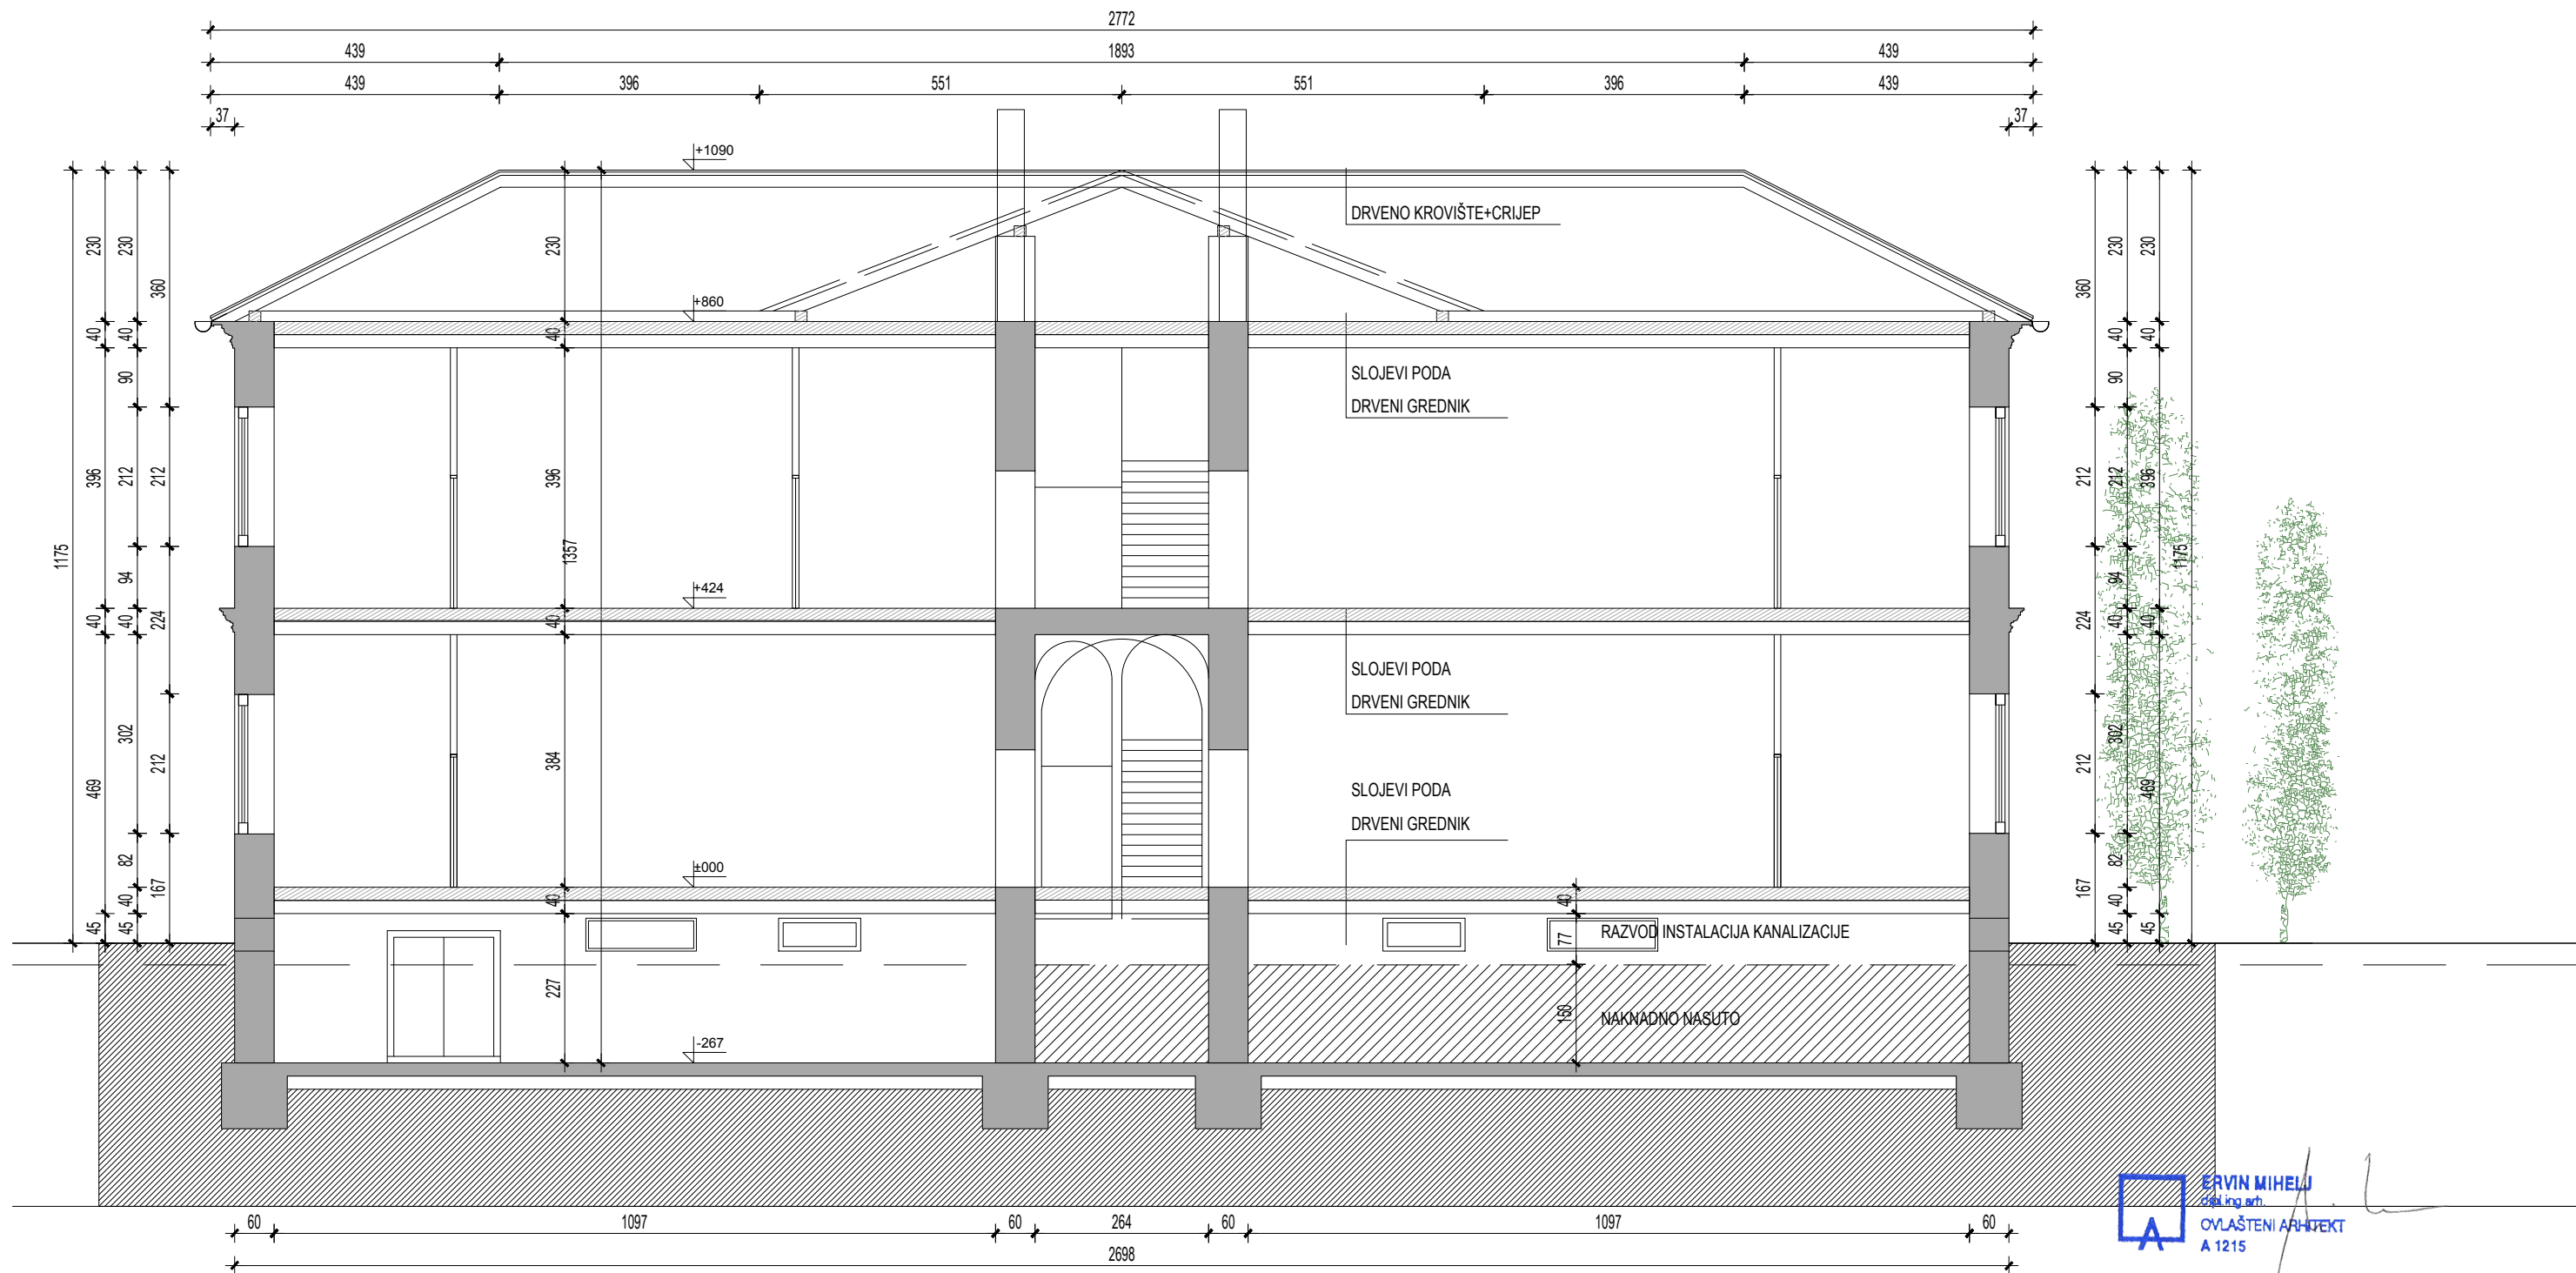 2772
439 1893 439
439 396 551 551 396 439
37 37
+1090
DRVENO KROVIŠTE+CRIJEP
230 230 360 230 360 230 230
+860
40 40 40 40 40
90 90
SLOJEVI PODA
DRVENI GREDNIK
396 212 212 396 212 212 396
1175 1357 1175
94 94
+424
40 40 224 40 224 40 40
SLOJEVI PODA
DRVENI GREDNIK
302 212 384 212 302
469 469
SLOJEVI PODA
DRVENI GREDNIK
82 82
±000
40 167 40 40 167 40
45 45 45 45
77 RAZVOD INSTALACIJA KANALIZACIJE
227
160 NAKNADNO NASUTO
-267
ERVIN MIHELJ
dipl.ing.arh.
OVLAŠTENI ARHITEKT
A 1215
A
60 1097 60 264 60 1097 60
2698